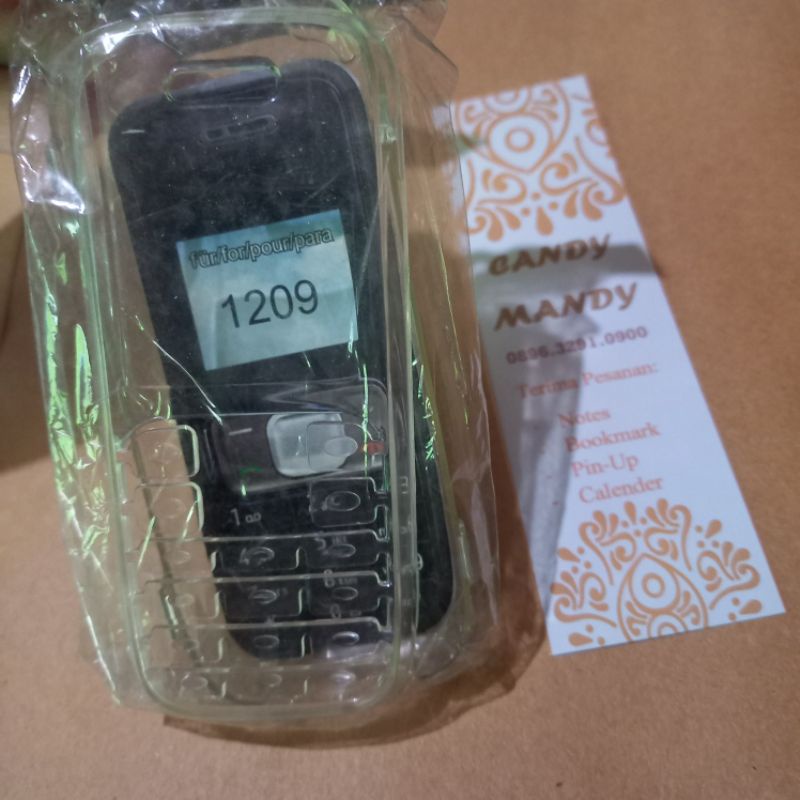 für/for/pour/para
1209
CANDY
MANDY
0896.3291.0900
Terima Pesanan:
Notes
Bookmark
Pin-Up
Calender